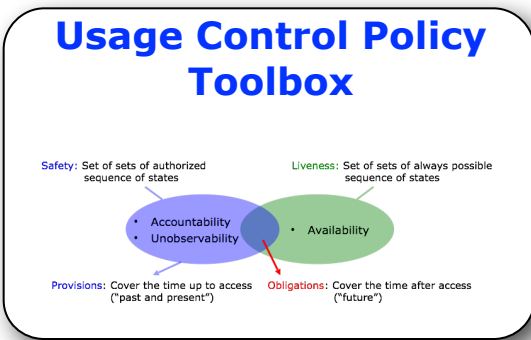 Usage Control Policy
Toolbox
Safety: Set of sets of authorized
sequence of states
Liveness: Set of sets of always possible
sequence of states
• Accountability
• Unobservability
• Availability
Provisions: Cover the time up to access
("past and present")
Obligations: Cover the time after access
("future")